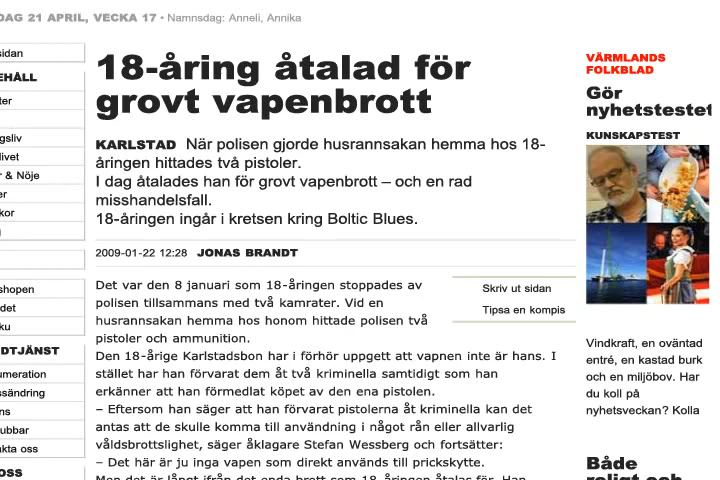 DAG 21 APRIL, VECKA 17 • Namnsdag: Anneli, Annika
sidan
EHÅLL
ter
gsliv
livet
r & Nöje
er
kor
shopen
det
ku
DTJÄNST
umeration
ssändring
ns
ubbar
akta oss
OSS
18-åring åtalad för
grovt vapenbrott
KARLSTAD När polisen gjorde husrannsakan hemma hos 18-
åringen hittades två pistoler.
I dag åtalades han för grovt vapenbrott – och en rad
misshandelsfall.
18-åringen ingår i kretsen kring Boltic Blues.
2009-01-22 12:28 JONAS BRANDT
Det var den 8 januari som 18-åringen stoppades av
polisen tillsammans med två kamrater. Vid en
husrannsakan hemma hos honom hittade polisen två
pistoler och ammunition.
Den 18-årige Karlstadsbon har i förhör uppgett att vapnen inte är hans. I
stället har han förvarat dem åt två kriminella samtidigt som han
erkänner att han förmedlat köpet av den ena pistolen.
– Eftersom han säger att han förvarat pistolerna åt kriminella kan det
antas att de skulle komma till användning i något rån eller allvarlig
våldsbrottslighet, säger åklagare Stefan Wessberg och fortsätter:
– Det här är ju inga vapen som direkt används till prickskytte.
Men det är långt ifrån det enda brott som 18-åringen åtalas för. Han
Skriv ut sidan
Tipsa en kompis
VÄRMLANDS
FOLKBLAD
Gör
nyhetstestet
KUNSKAPSTEST
Vindkraft, en oväntad
entré, en kastad burk
och en miljöbov. Har
du koll på
nyhetsveckan? Kolla
Både
roligt och